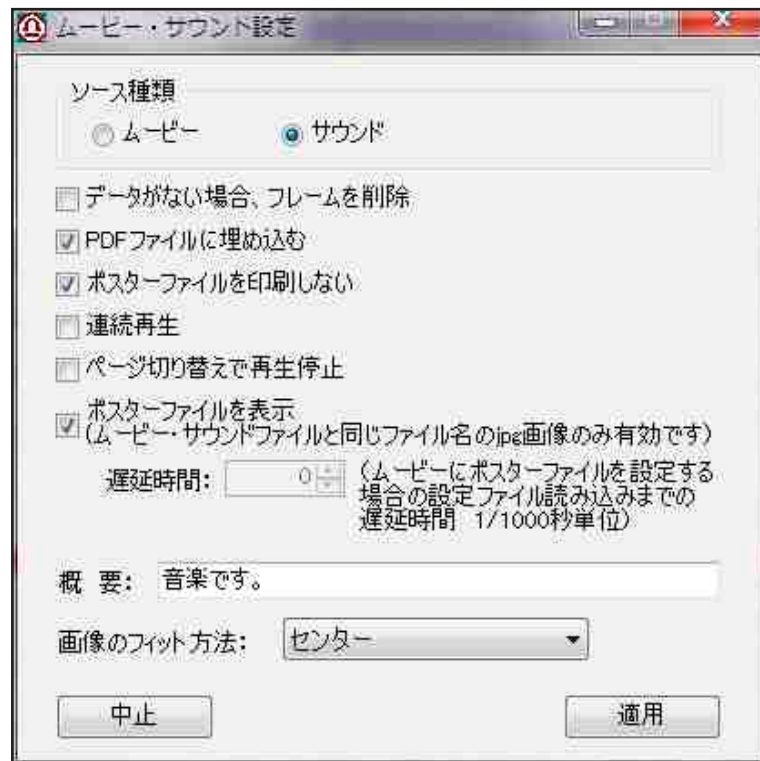 ムービー・サウンド設定
ソース種類
ムービー サウンド
データがない場合、フレームを削除
PDFファイルに埋め込む
ポスターファイルを印刷しない
連続再生
ページ切り替えで再生停止
ポスターファイルを表示
(ムービー・サウンドファイルと同じファイル名のjpg画像のみ有効です)
遅延時間: 0 (ムービーにポスターファイルを設定する
場合の設定ファイル読み込みまでの
遅延時間 1/1000秒単位)
概 要: 音楽です。
画像のフィット方法: センター
中止 適用